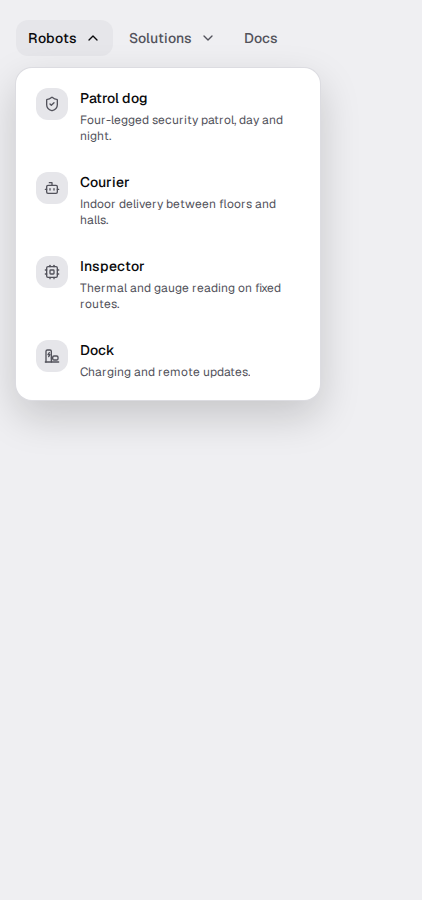 Robots
Solutions
Docs
Patrol dog
Four-legged security patrol, day and
night.
Courier
Indoor delivery between floors and
halls.
Inspector
Thermal and gauge reading on fixed
routes.
Dock
Charging and remote updates.